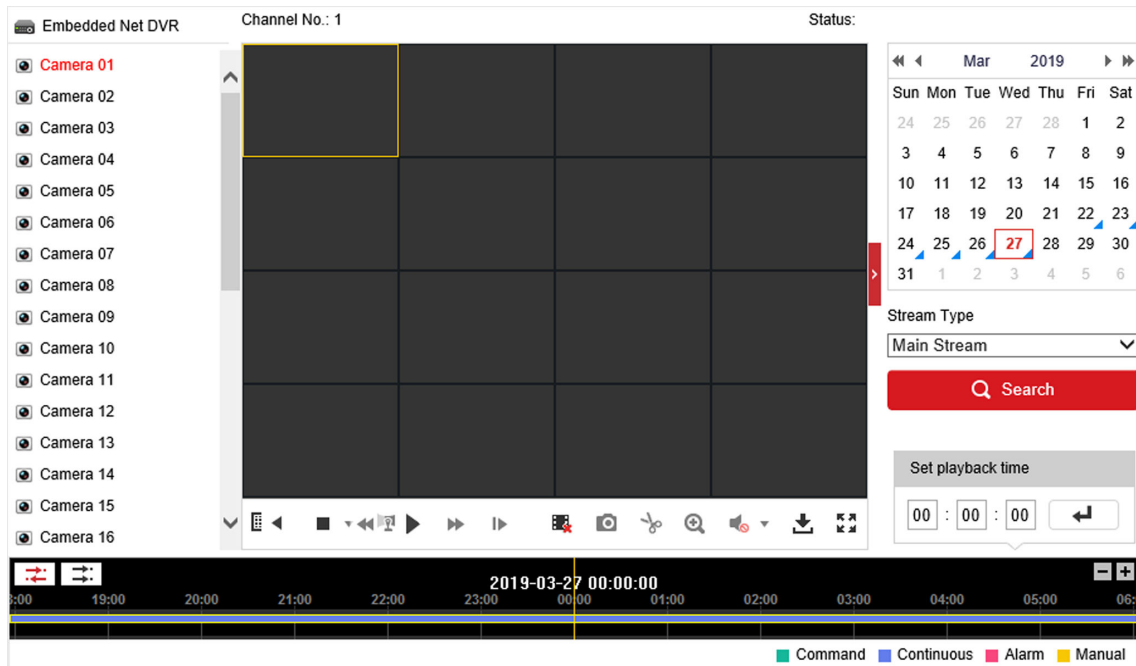 Embedded Net DVR
Camera 01
Camera 02
Camera 03
Camera 04
Camera 05
Camera 06
Camera 07
Camera 08
Camera 09
Camera 10
Camera 11
Camera 12
Camera 13
Camera 14
Camera 15
Camera 16
Channel No.: 1
Status:
Mar 2019
Sun Mon Tue Wed Thu Fri Sat
24 25 26 27 28 1 2
3 4 5 6 7 8 9
10 11 12 13 14 15 16
17 18 19 20 21 22 23
24 25 26 27 28 29 30
31 1 2 3 4 5 6
Stream Type
Main Stream
Search
Set playback time
00 : 00 : 00
2019-03-27 00:00:00
19:00 20:00 21:00 22:00 23:00 00:00 01:00 02:00 03:00 04:00 05:00
Command Continuous Alarm Manual